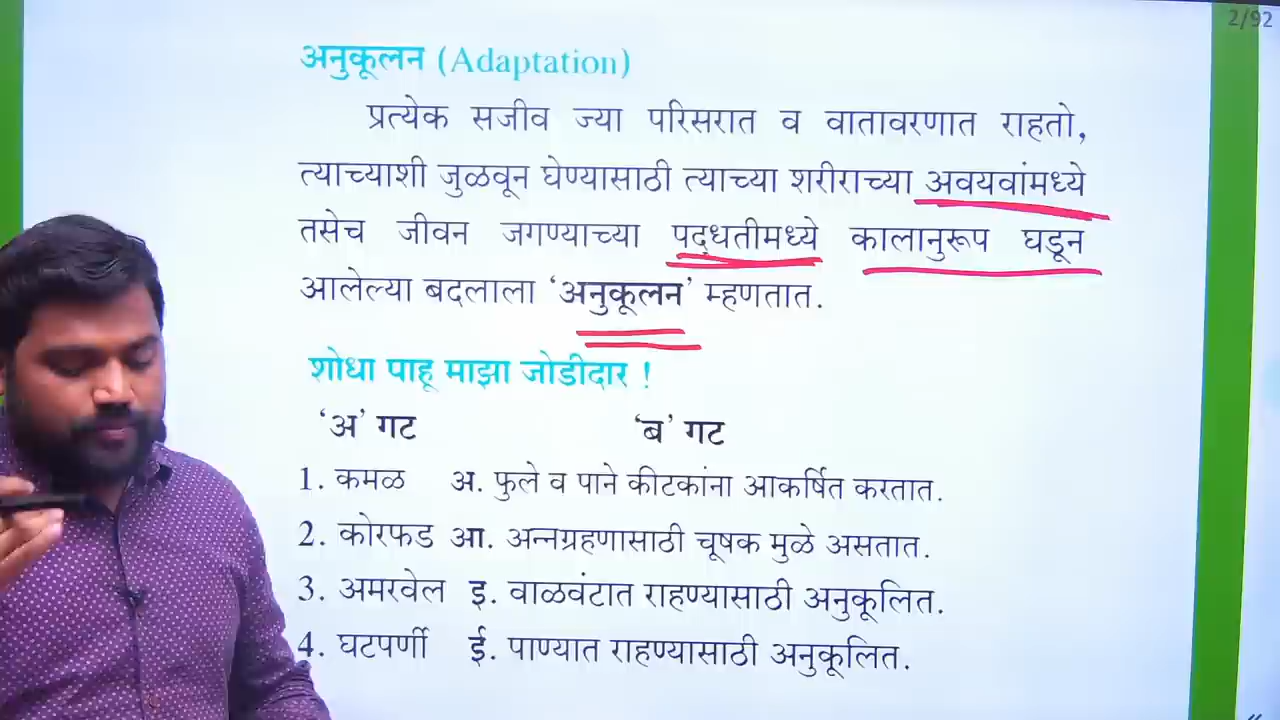 2/92
अनुकूलन (Adaptation)
प्रत्येक सजीव ज्या परिसरात व वातावरणात राहतो,
त्याच्याशी जुळवून घेण्यासाठी त्याच्या शरीराच्या अवयवांमध्ये
तसेच जीवन जगण्याच्या पद्धतीमध्ये कालानुरूप घडून
आलेल्या बदलाला ‘अनुकूलन’ म्हणतात.
शोधा पाहू माझा जोडीदार !
‘अ’ गट ‘ब’ गट
1. कमळ अ. फुले व पाने कीटकांना आकर्षित करतात.
2. कोरफड आ. अन्नग्रहणासाठी चूषक मुळे असतात.
3. अमरवेल इ. वाळवंटात राहण्यासाठी अनुकूलित.
4. घटपर्णी ई. पाण्यात राहण्यासाठी अनुकूलित.